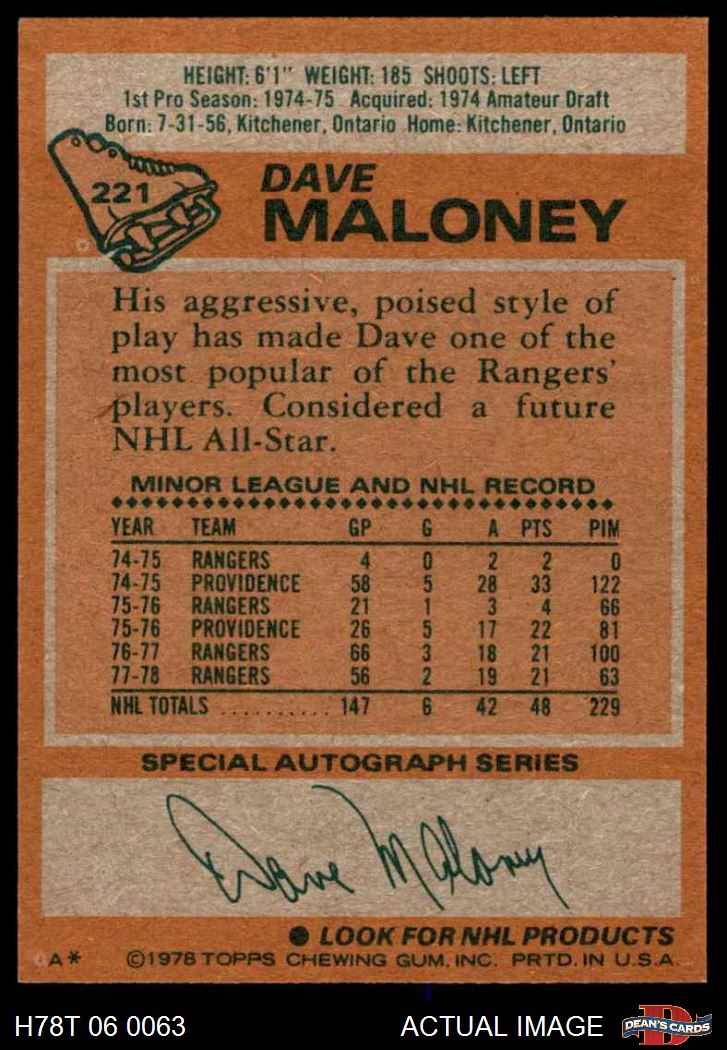 HEIGHT: 6'1" WEIGHT: 185 SHOOTS: LEFT
1st Pro Season: 1974-75 Acquired: 1974 Amateur Draft
Born: 7-31-56, Kitchener, Ontario Home: Kitchener, Ontario
221
DAVE
MALONEY
His aggressive, poised style of
play has made Dave one of the
most popular of the Rangers'
players. Considered a future
NHL All-Star.
MINOR LEAGUE AND NHL RECORD
YEAR TEAM GP G A PTS PIM
74-75 RANGERS 4 0 2 2 0
74-75 PROVIDENCE 58 5 28 33 122
75-76 RANGERS 21 1 3 4 66
75-76 PROVIDENCE 26 5 17 22 81
76-77 RANGERS 66 3 18 21 100
77-78 RANGERS 56 2 19 21 63
NHL TOTALS .......... 147 6 42 48 229
SPECIAL AUTOGRAPH SERIES
Dave Maloney
● LOOK FOR NHL PRODUCTS
A* ©1978 TOPPS CHEWING GUM, INC. PRTD. IN U.S.A.
H78T 06 0063 ACTUAL IMAGE D DEAN'S CARDS